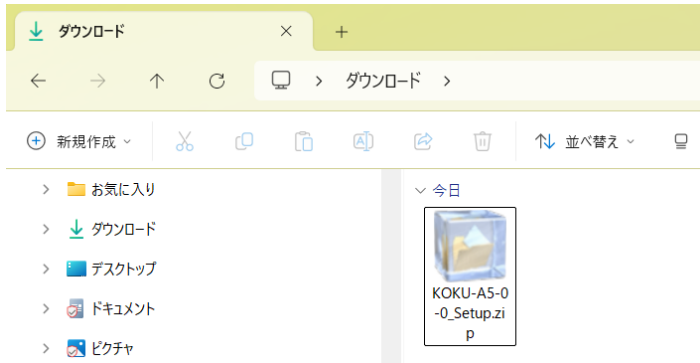 ダウンロード
ダウンロード
新規作成
並べ替え
お気に入り
ダウンロード
デスクトップ
ドキュメント
ピクチャ
今日
KOKU-A5-0
-0_Setup.zi
p